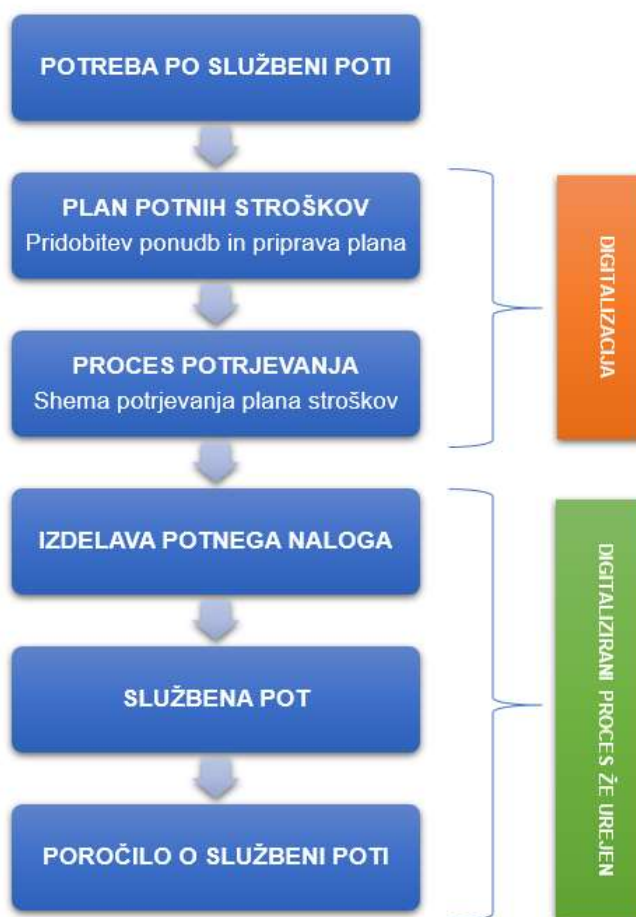 POTREBA PO SLUŽBENI POTI
PLAN POTNIH STROŠKOV
Pridobitev ponudb in priprava plana
PROCES POTRJEVANJA
Shema potrjevanja plana stroškov
DIGITALIZACIJA
IZDELAVA POTNEGA NALOGA
SLUŽBENA POT
POROČILO O SLUŽBENI POTI
DIGITALIZIRANI PROCES ŽE UREJEN